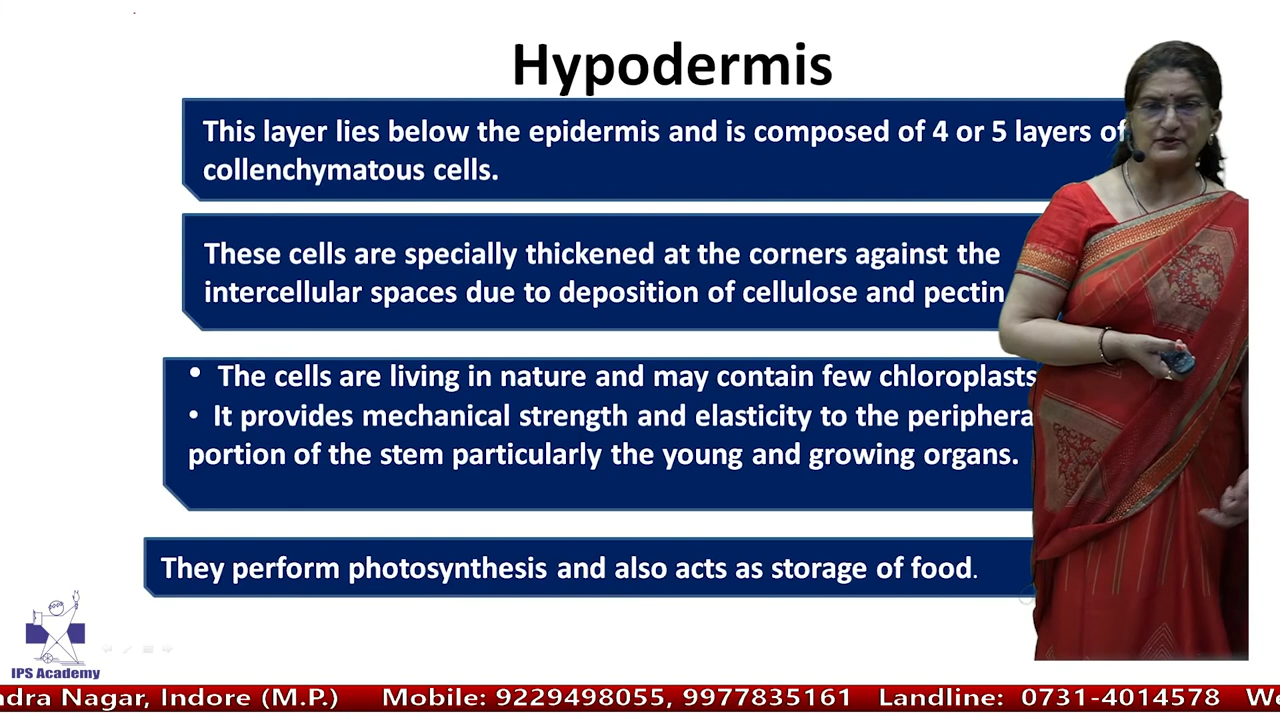 Hypodermis
This layer lies below the epidermis and is composed of 4 or 5 layers of
collenchymatous cells.
These cells are specially thickened at the corners against the
intercellular spaces due to deposition of cellulose and pectin
• The cells are living in nature and may contain few chloroplasts
• It provides mechanical strength and elasticity to the periphera
portion of the stem particularly the young and growing organs.
They perform photosynthesis and also acts as storage of food.
IPS Academy
ndra Nagar, Indore (M.P.) Mobile: 9229498055, 9977835161 Landline: 0731-4014578